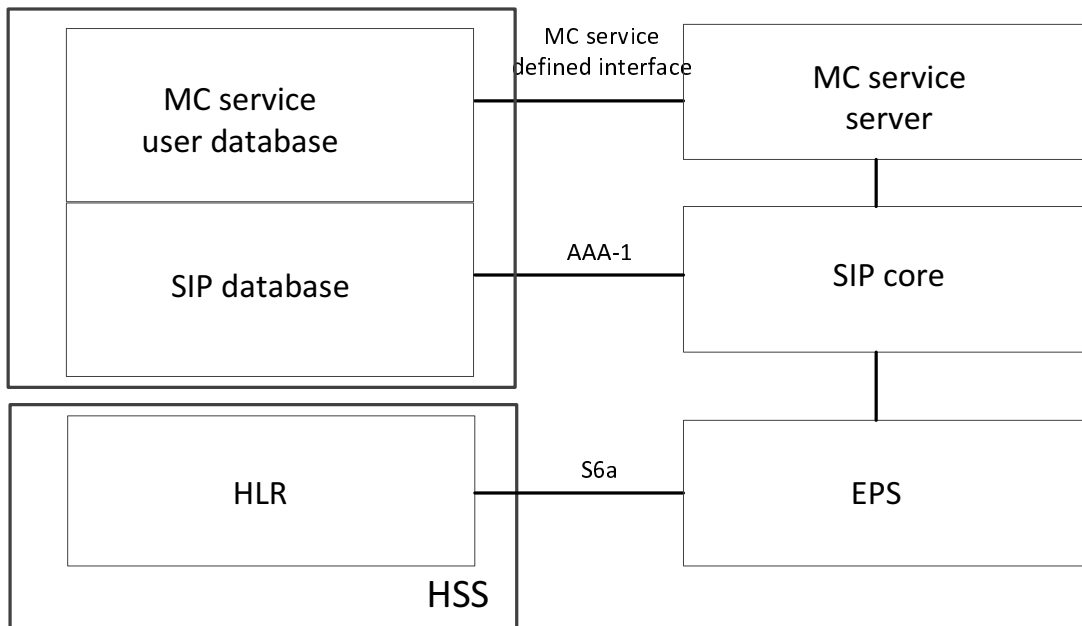 MC service
defined interface
MC service
user database
MC service
server
AAA-1
SIP database
SIP core
S6a
HLR
EPS
HSS